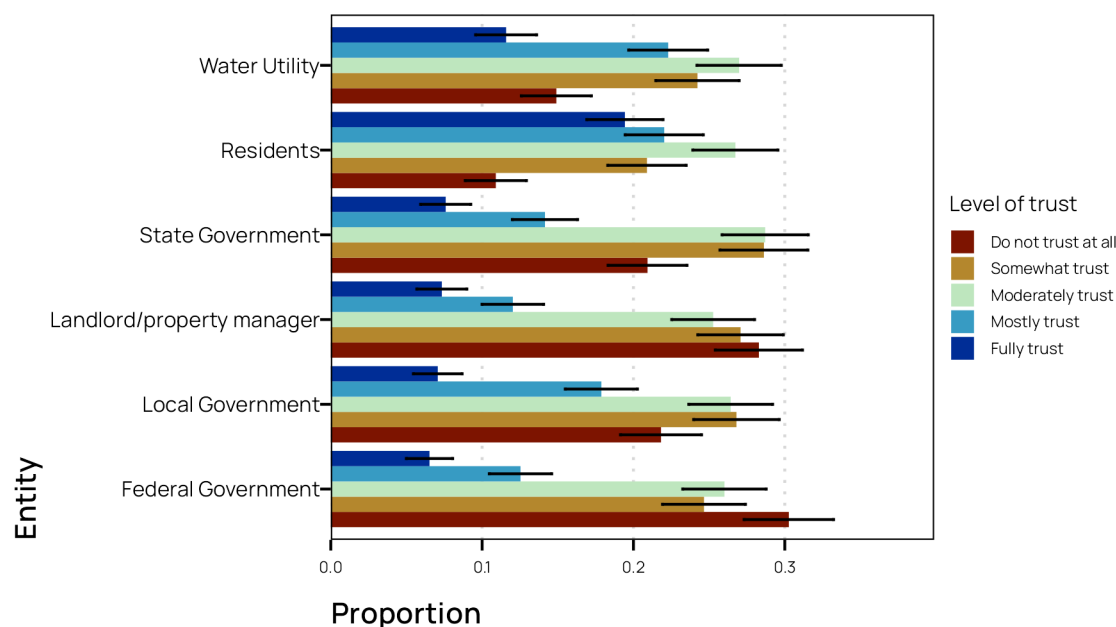 Water Utility
Residents
State Government
Landlord/property manager
Local Government
Federal Government
Entity
0.0
0.1
0.2
0.3
Proportion
Level of trust
Do not trust at all
Somewhat trust
Moderately trust
Mostly trust
Fully trust